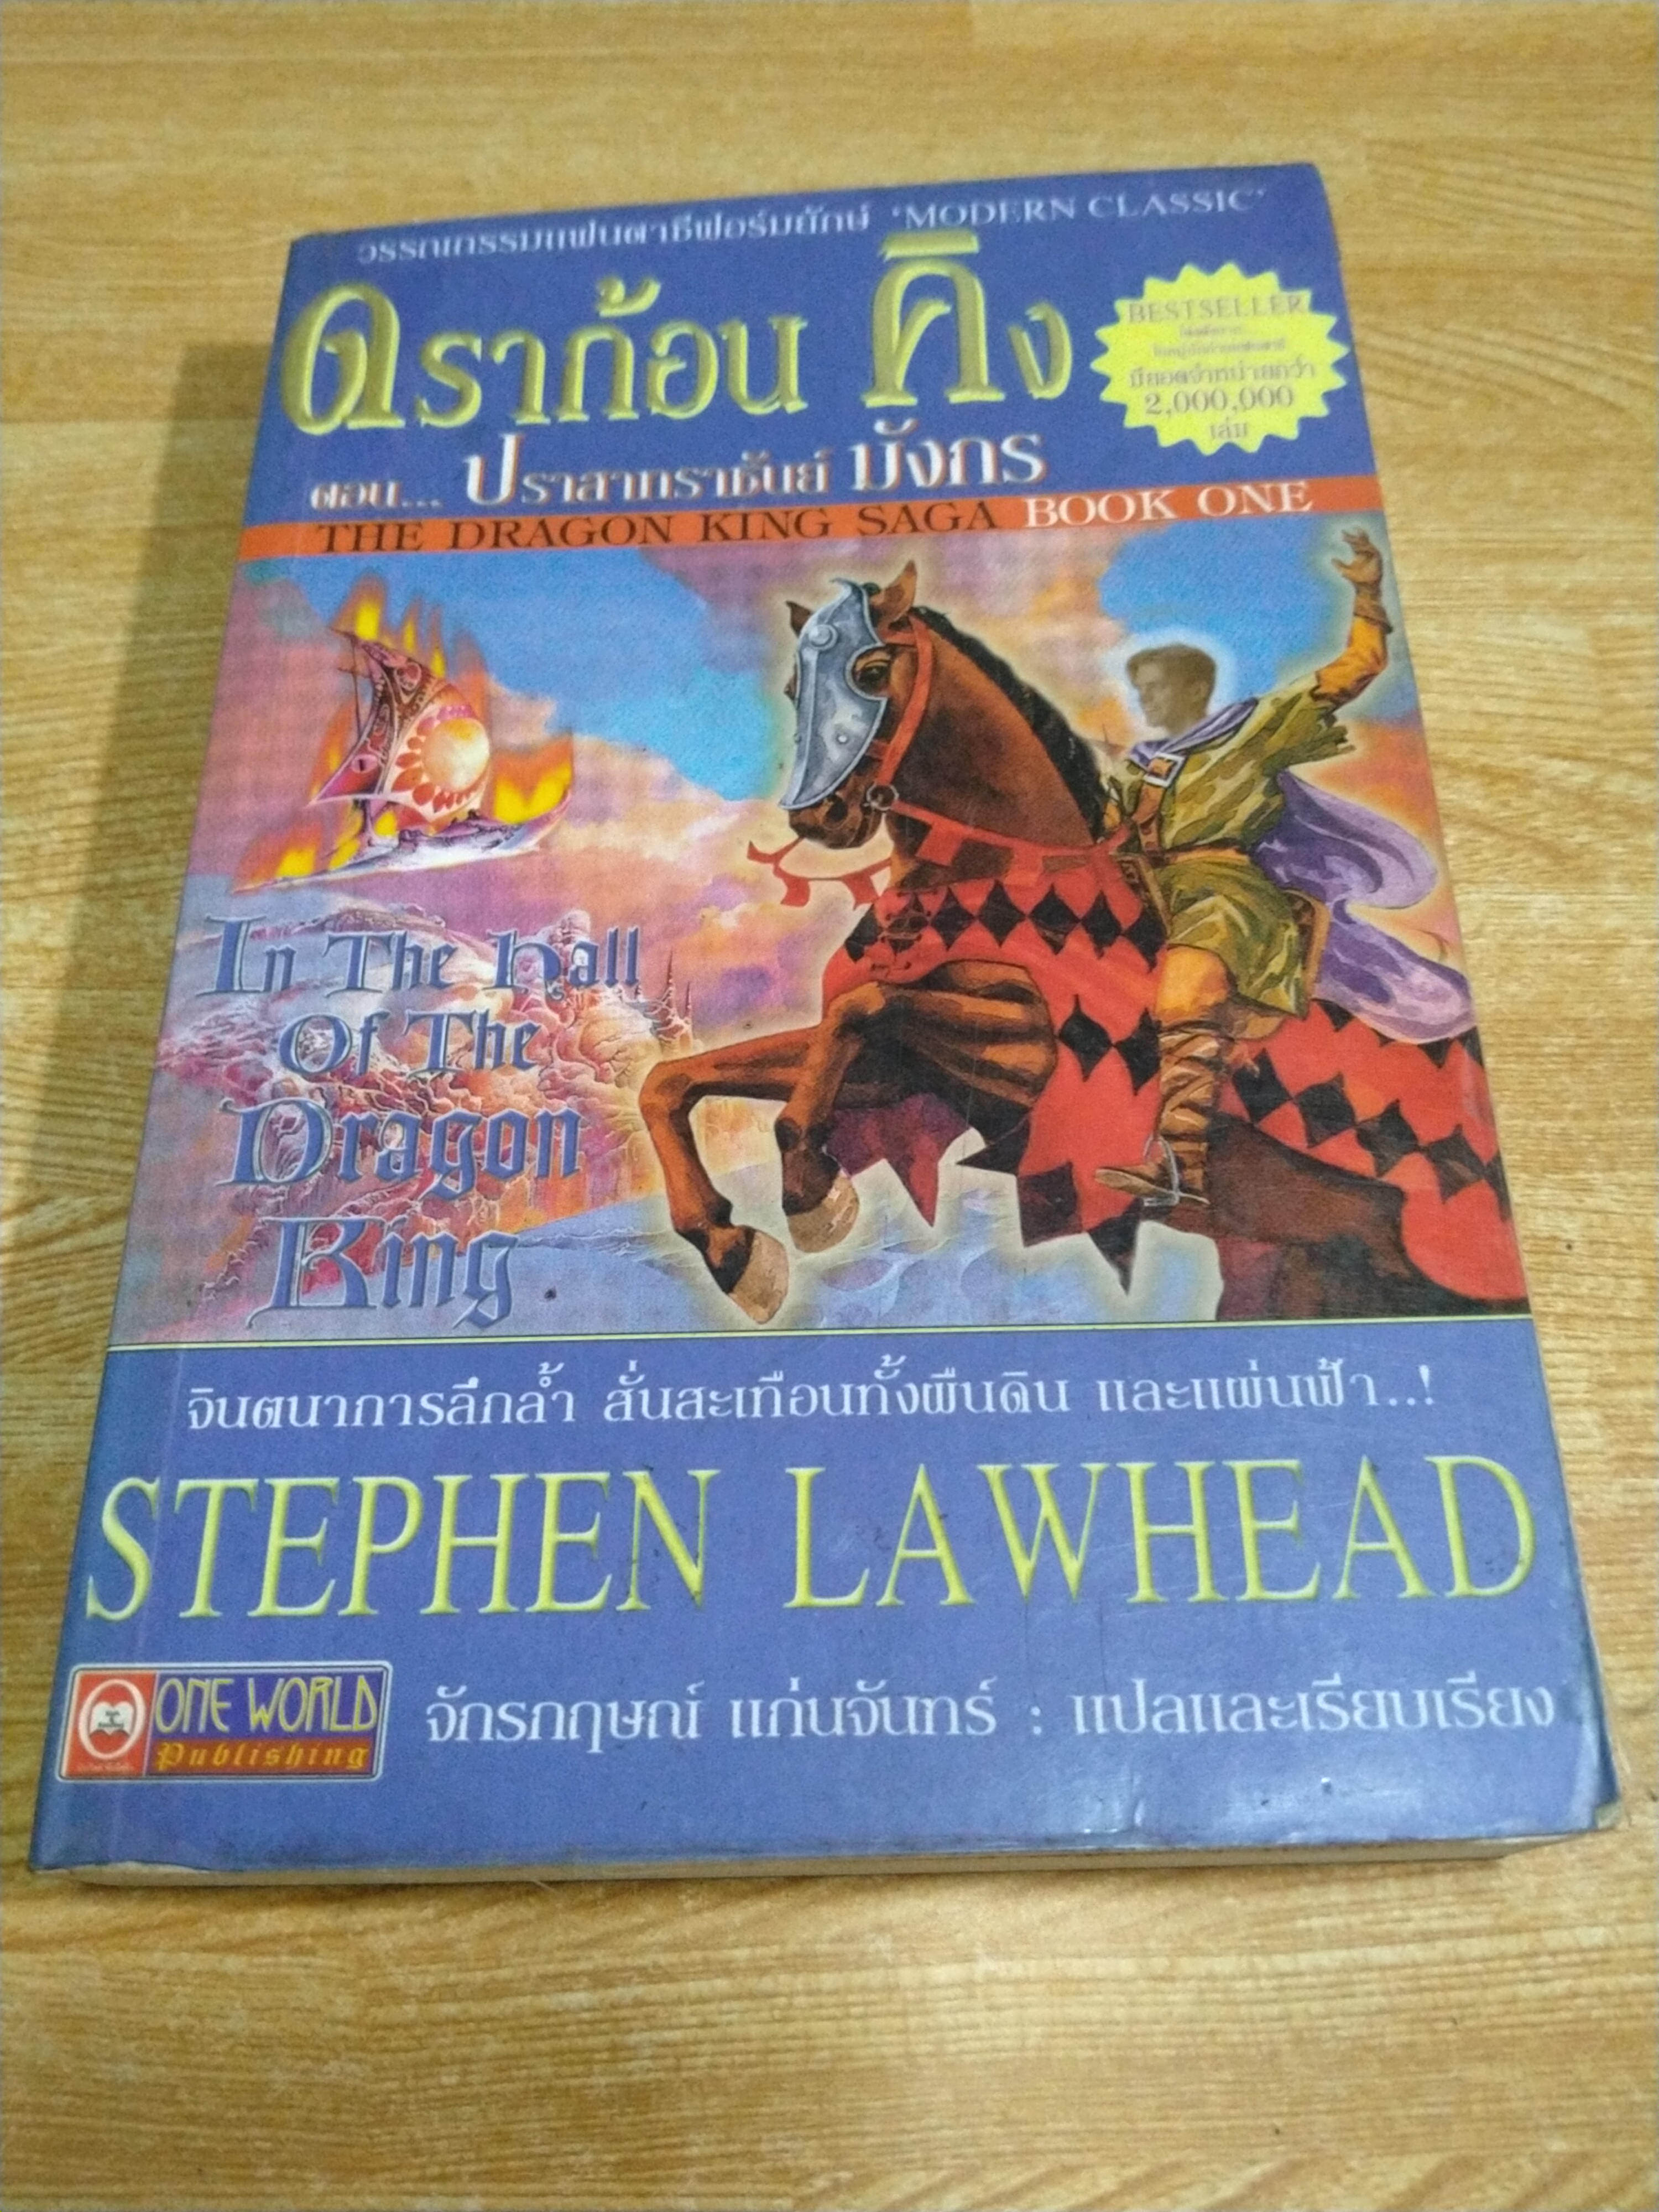 วรรณกรรมแฟนตาซีฟอร์มยักษ์ 'MODERN CLASSIC'
ดราก้อน คิง
BESTSELLER
มียอดจำหน่ายกว่า
2,000,000
เล่ม
ตอน... ปราสาทราชันย์ มังกร
THE DRAGON KING SAGA BOOK ONE
In The Hall
Of The
Dragon
King
จินตนาการลึกล้ำ สั่นสะเทือนทั้งผืนดิน และแผ่นฟ้า..!
STEPHEN LAWHEAD
ONE WORLD
Publishing
จักรกฤษณ์ แก่นจันทร์ : แปลและเรียบเรียง